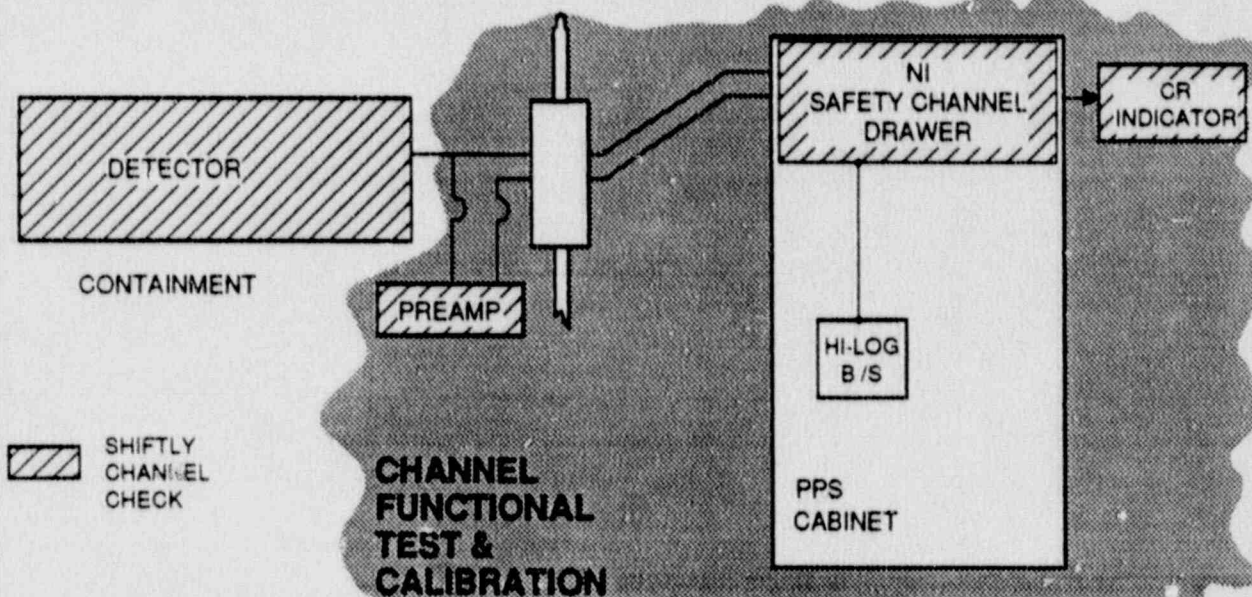 NI
SAFETY CHANNEL
DRAWER
CR
INDICATOR
DETECTOR
CONTAINMENT
PREAMP
HI-LOG
B/S
SHIFTLY
CHANNEL
CHECK
CHANNEL
FUNCTIONAL
TEST &
CALIBRATION
PPS
CABINET